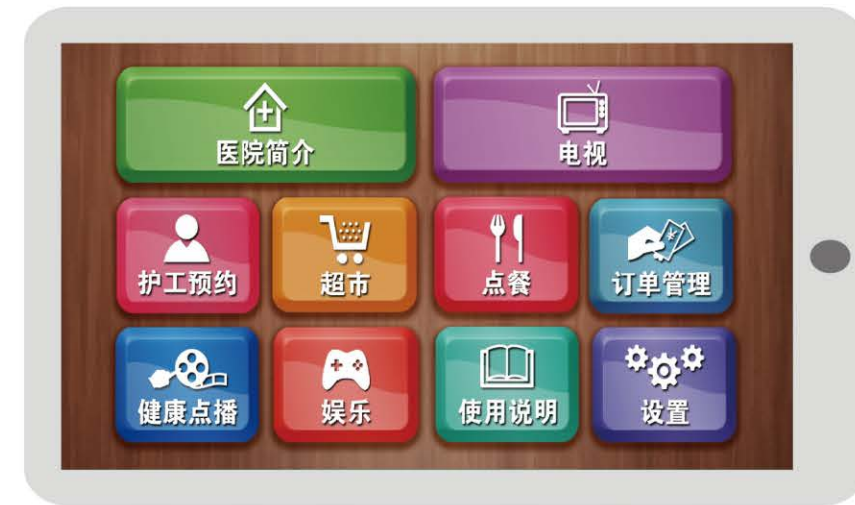 医院简介
电视
护工预约
超市
点餐
订单管理
健康点播
娱乐
使用说明
设置